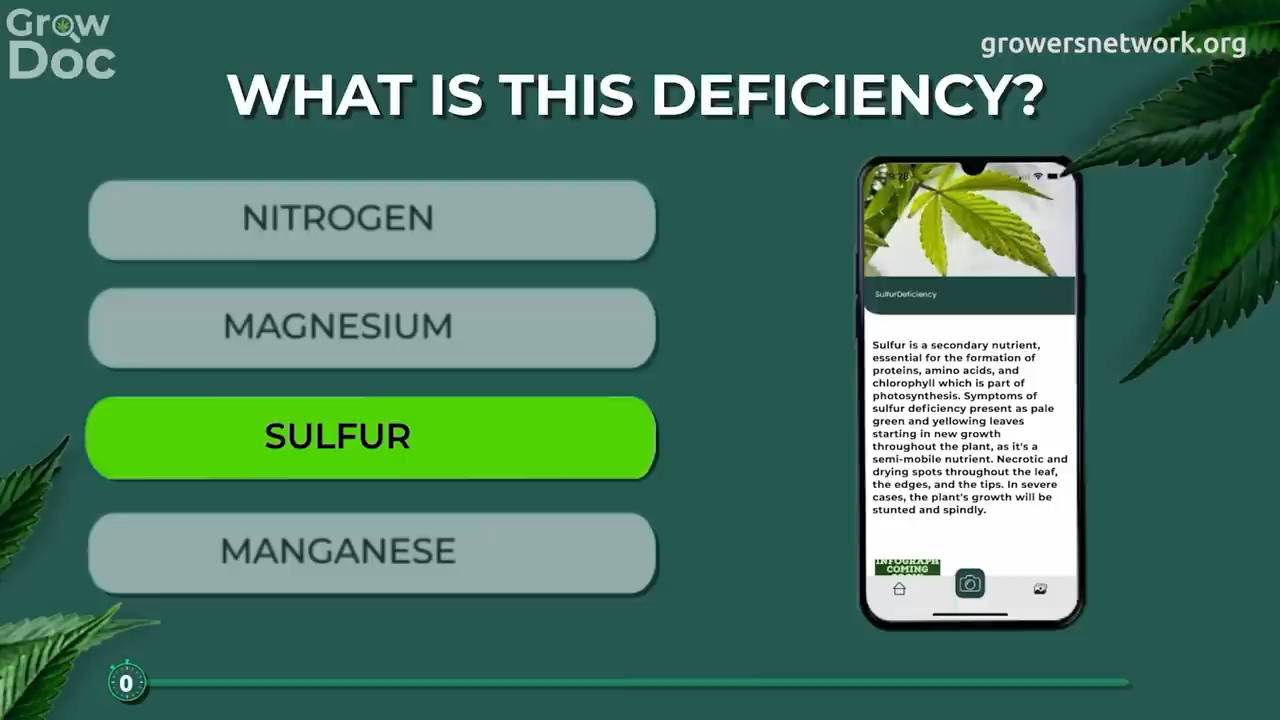 Grow
Doc
growersnetwork.org
WHAT IS THIS DEFICIENCY?
NITROGEN
MAGNESIUM
SULFUR
MANGANESE
0
9:28
SulfurDeficiency
Sulfur is a secondary nutrient,
essential for the formation of
proteins, amino acids, and
chlorophyll which is part of
photosynthesis. Symptoms of
sulfur deficiency present as pale
green and yellowing leaves
starting in new growth
throughout the plant, as it's a
semi-mobile nutrient. Necrotic and
drying spots throughout the leaf,
the edges, and the tips. In severe
cases, the plant's growth will be
stunted and spindly.
INFOGRAPH
COMING